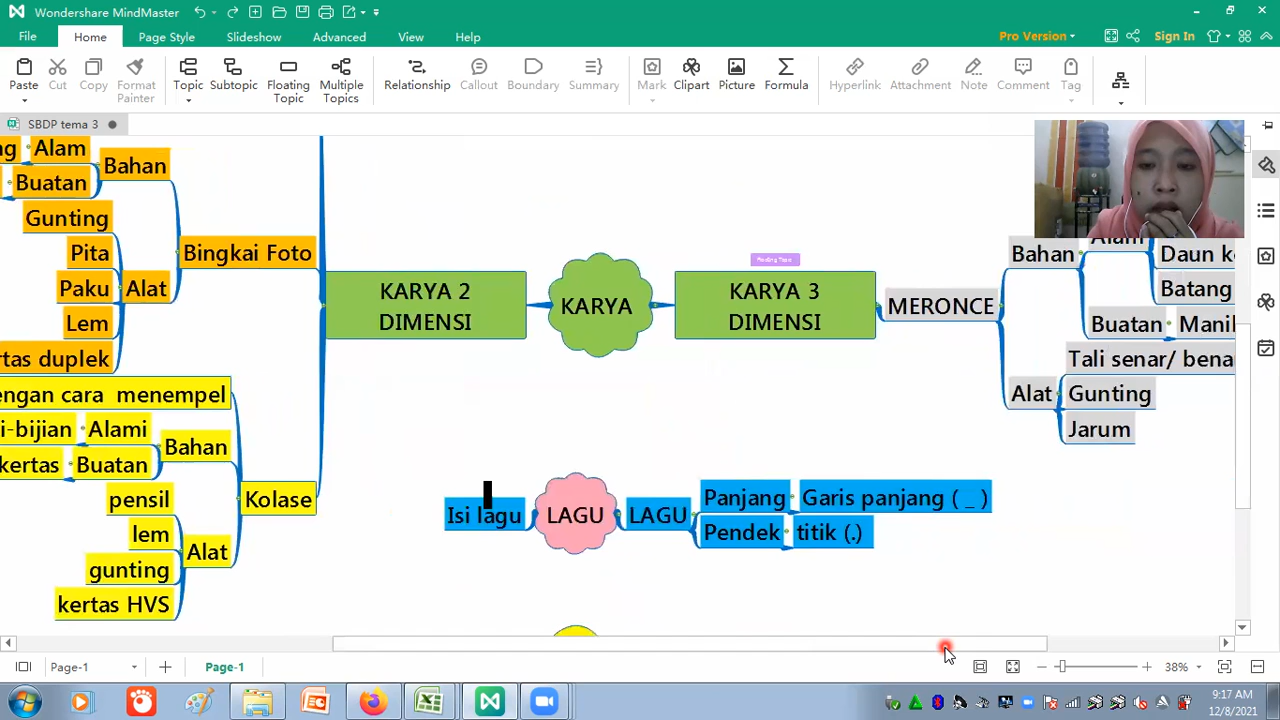 Wondershare MindMaster
File Home Page Style Slideshow Advanced View Help Pro Version Sign In
Paste Cut Copy Format Painter Topic Subtopic Floating Topic Multiple Topics Relationship Callout Boundary Summary Mark Clipart Picture Formula Hyperlink Attachment Note Comment Tag
SBDP tema 3
Alam
Bahan
Buatan
Gunting
Pita
Bingkai Foto
Paku
Alat
Lem
duplek
KARYA 2
DIMENSI
KARYA
KARYA 3
DIMENSI
MERONCE
Bahan
Alam
Daun
Batang
Buatan
Tali senar/
Alat
Gunting
Jarum
cara menempel
Alami
Bahan
kertas
Buatan
pensil
Kolase
lem
Alat
gunting
kertas HVS
Isi lagu
LAGU
LAGU
Panjang
Garis panjang ( _ )
Pendek
titik (.)
Page-1
Page-1
38%
9:17 AM
12/8/2021